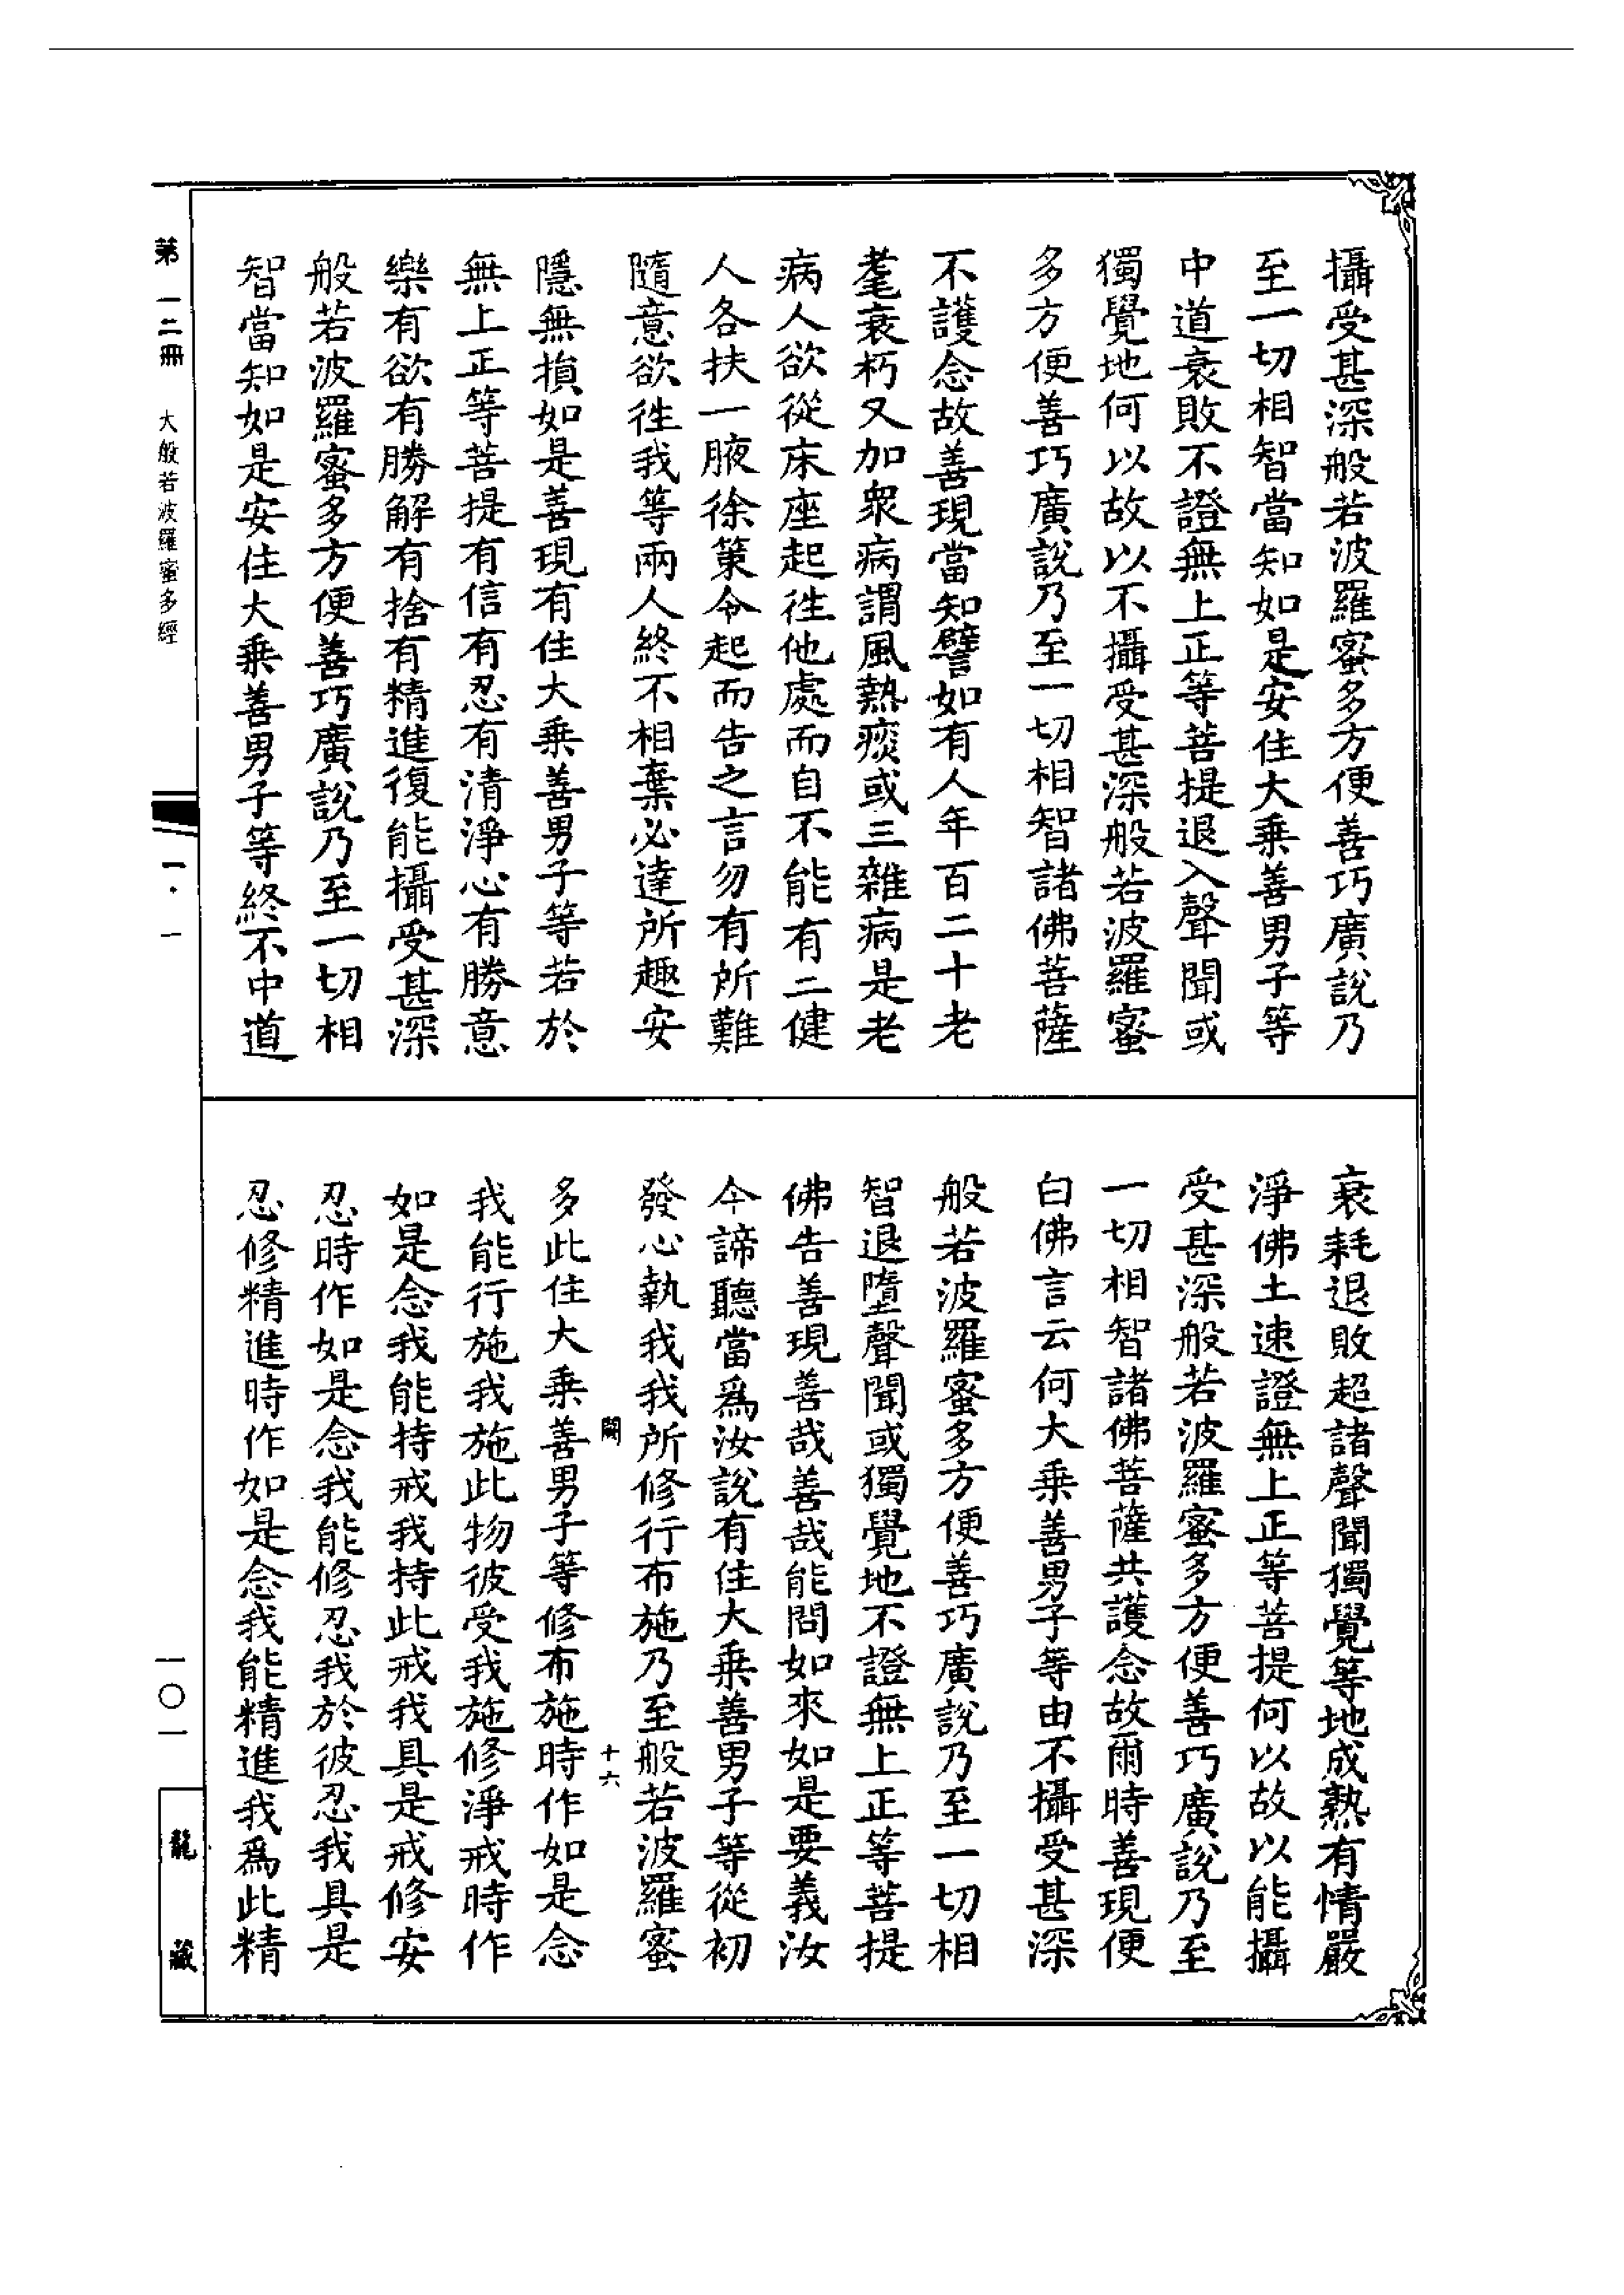 攝受甚深般若波羅蜜多方便善巧廣說乃
至一切相智當知如是安住大乘善男子等
中道衰敗不證無上正等菩提退入聲聞或
獨覺地何以故以不攝受甚深般若波羅蜜
多方便善巧廣說乃至一切相智諸佛菩薩
不護念故善現當知譬如有人年百二十老
耄衰朽又加衆病謂風熱痰或三雜病是老
病人欲從床座起往他處而自不能有二健
人各扶一腋徐策令起而告之言勿有所難
隨意欲往我等兩人終不相棄必達所趣安
隱無損如是善現有住大乘善男子等若於
無上正等菩提有信有忍有清淨心有勝意
樂有欲有勝解有捨有精進復能攝受甚深
般若波羅蜜多方便善巧廣說乃至一切相
智當知如是安住大乘善男子等終不中道
衰耗退敗超諸聲聞獨覺等地成熟有情嚴
淨佛土速證無上正等菩提何以故以能攝
受甚深般若波羅蜜多方便善巧廣說乃至
一切相智諸佛菩薩共護念故爾時善現便
白佛言云何大乘善男子等由不攝受甚深
般若波羅蜜多方便善巧廣說乃至一切相
智退墮聲聞或獨覺地不證無上正等菩提
佛告善現善哉善哉能問如來如是要義汝
今諦聽當爲汝說有住大乘善男子等從初
發心執我我所修行布施乃至般若波羅蜜
闕 十六
多此住大乘善男子等修布施時作如是念
我能行施我施此物彼受我施修淨戒時作
如是念我能持戒我持此戒我具是戒修安
忍時作如是念我能修忍我於彼忍我具是
忍修精進時作如是念我能精進我爲此精
第一二冊 大般若波羅蜜多經 一·一 一〇一 龍藏